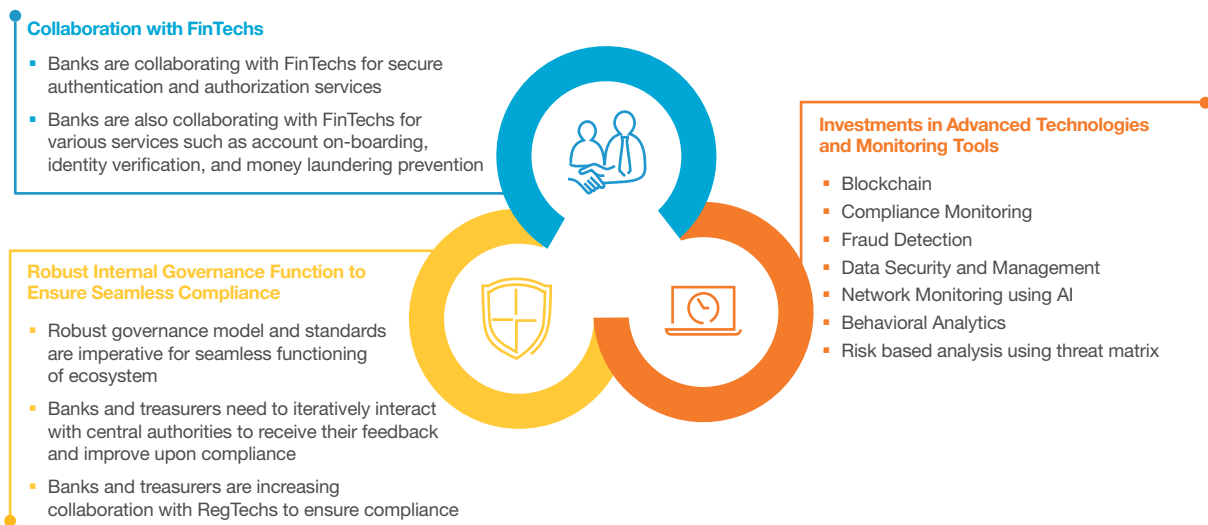 Collaboration with FinTechs
▪ Banks are collaborating with FinTechs for secure
authentication and authorization services
▪ Banks are also collaborating with FinTechs for
various services such as account on-boarding,
identity verification, and money laundering prevention
Investments in Advanced Technologies
and Monitoring Tools
▪ Blockchain
▪ Compliance Monitoring
▪ Fraud Detection
▪ Data Security and Management
▪ Network Monitoring using AI
▪ Behavioral Analytics
▪ Risk based analysis using threat matrix
Robust Internal Governance Function to
Ensure Seamless Compliance
▪ Robust governance model and standards
are imperative for seamless functioning
of ecosystem
▪ Banks and treasurers need to iteratively interact
with central authorities to receive their feedback
and improve upon compliance
▪ Banks and treasurers are increasing
collaboration with RegTechs to ensure compliance